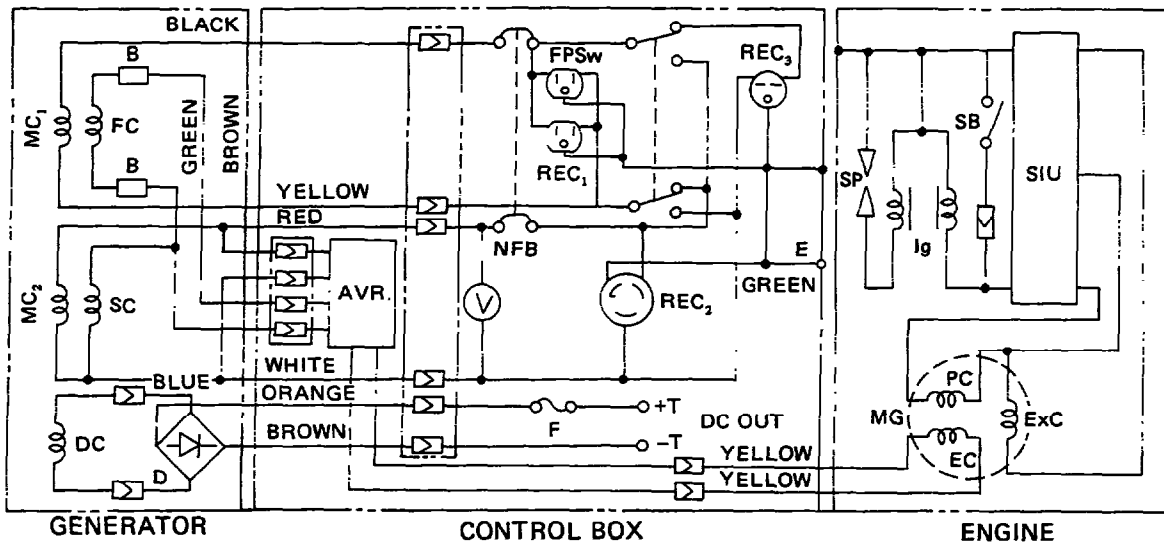 BLACK
B
FPSw
REC3
MC1
FC
GREEN
BROWN
SB
SIU
B
REC1
SP
YELLOW
RED
Ig
NFB
E
GREEN
MC2
SC
AVR.
V
REC2
WHITE
BLUE
ORANGE
PC
+T
DC
BROWN
F
DC OUT
MG
ExC
-T
YELLOW
EC
D
YELLOW
GENERATOR
CONTROL BOX
ENGINE